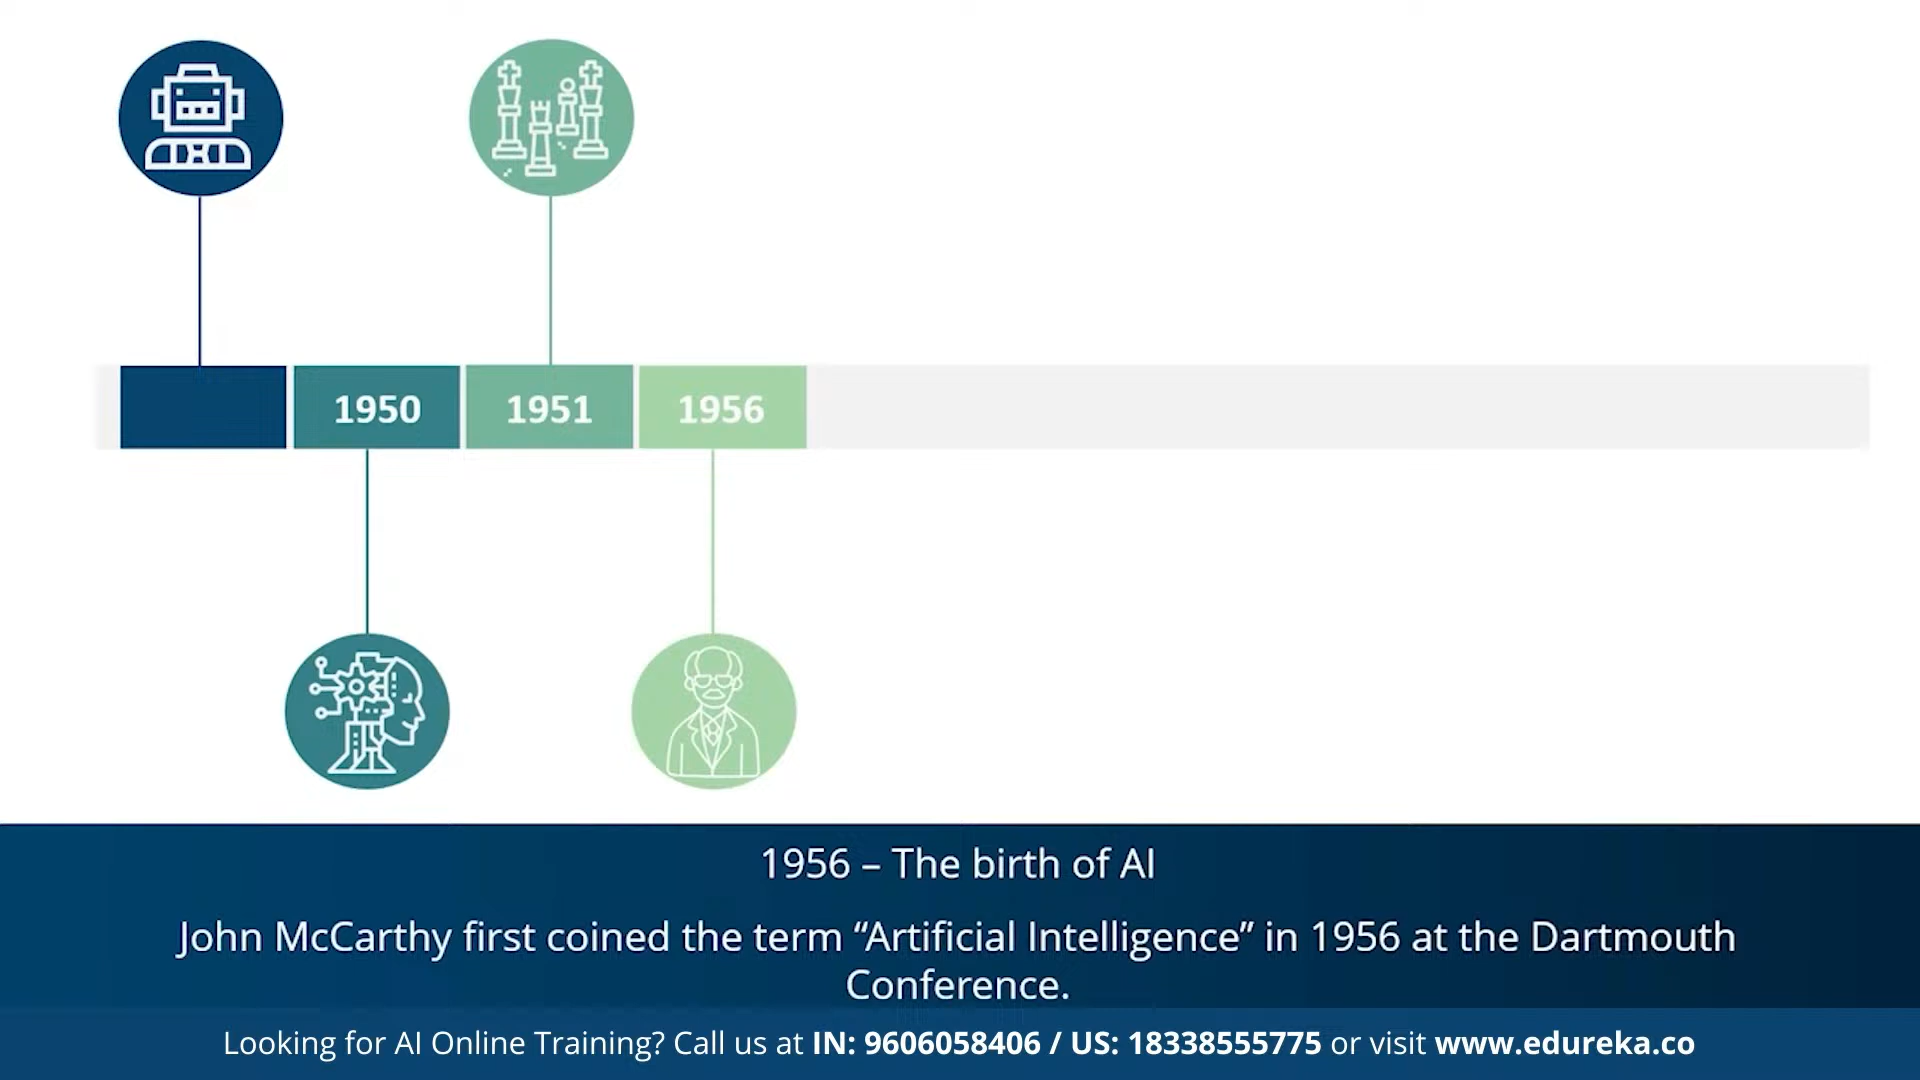 1950
1951
1956
1956 – The birth of AI
John McCarthy first coined the term “Artificial Intelligence” in 1956 at the Dartmouth
Conference.
Looking for AI Online Training? Call us at IN: 9606058406 / US: 18338555775 or visit www.edureka.co